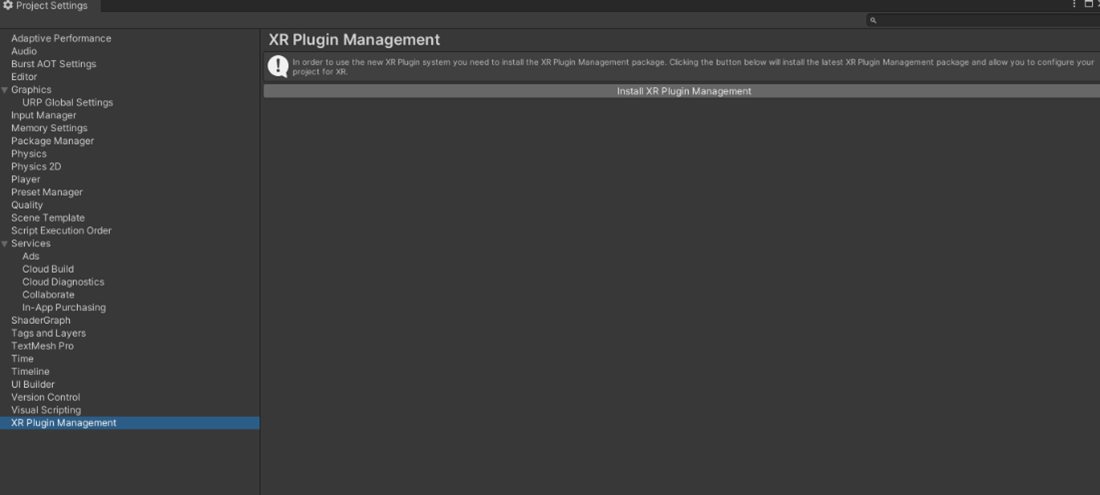 Project Settings
Adaptive Performance
Audio
Burst AOT Settings
Editor
Graphics
URP Global Settings
Input Manager
Memory Settings
Package Manager
Physics
Physics 2D
Player
Preset Manager
Quality
Scene Template
Script Execution Order
Services
Ads
Cloud Build
Cloud Diagnostics
Collaborate
In-App Purchasing
ShaderGraph
Tags and Layers
TextMesh Pro
Time
Timeline
UI Builder
Version Control
Visual Scripting
XR Plugin Management
XR Plugin Management
In order to use the new XR Plugin system you need to install the XR Plugin Management package. Clicking the button below will install the latest XR Plugin Management package and allow you to configure your
project for XR.
Install XR Plugin Management